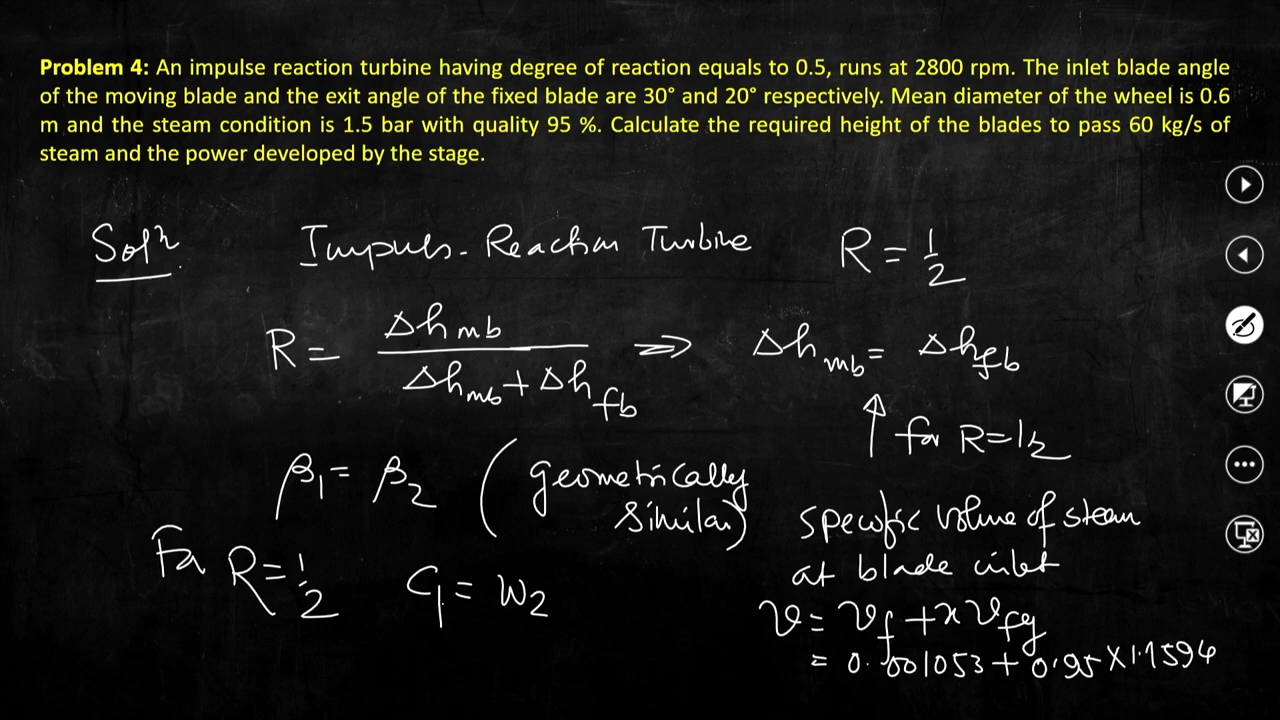 Problem 4: An impulse reaction turbine having degree of reaction equals to 0.5, runs at 2800 rpm. The inlet blade angle
of the moving blade and the exit angle of the fixed blade are 30° and 20° respectively. Mean diameter of the wheel is 0.6
m and the steam condition is 1.5 bar with quality 95 %. Calculate the required height of the blades to pass 60 kg/s of
steam and the power developed by the stage.
Solⁿ. Impuls-Reaction Turbine R = 1/2
R = Δh_mb / (Δh_mb + Δh_fb) ⇒ Δh_mb = Δh_fb
↑ for R=1/2
β₁ = β₂ (geometrically similar)
specific volume of steam
at blade inlet
For R = 1/2 C₁ = W₂
v = v_f + x v_fg
= 0.001053 + 0.95 × 1.1594